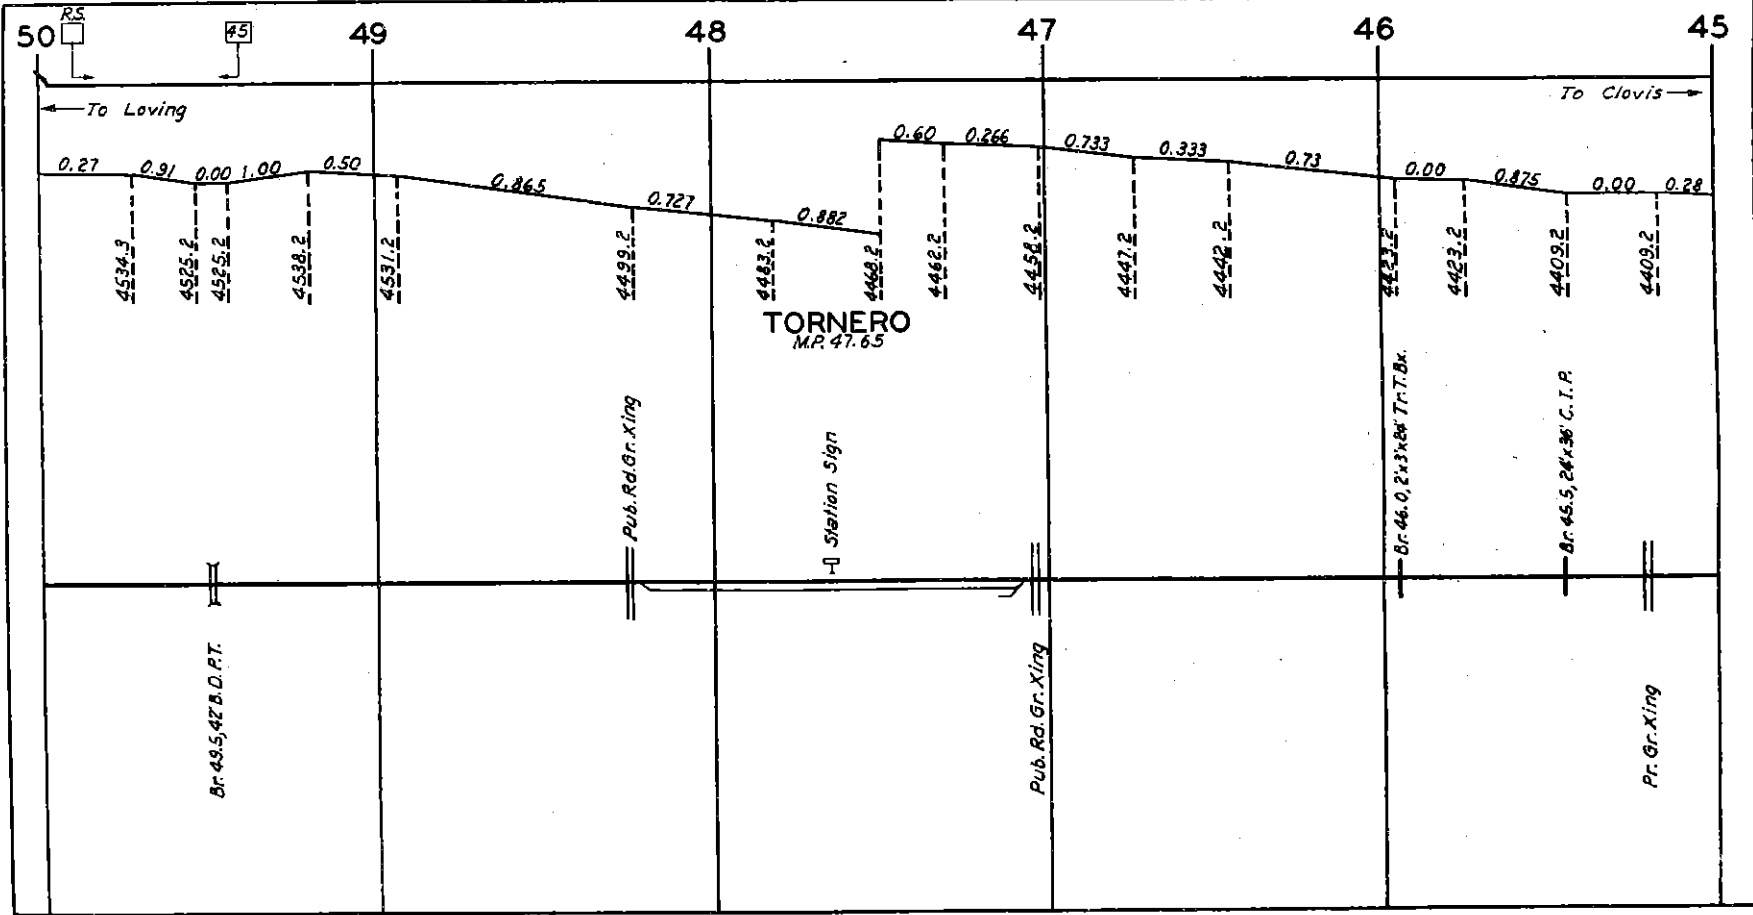 50 R.S. 45 49 48 47 46 45
To Loving
To Clovis
0.27 0.91 0.00 1.00 0.50 0.865 0.727 0.882 0.60 0.266 0.733 0.333 0.73 0.00 0.875 0.00 0.28
4534.3
4525.2
4525.2
4538.2
4531.2
4499.2
4483.2
4468.2
4462.2
4458.2
4447.2
4442.2
4423.2
4423.2
4409.2
4409.2
TORNERO
M.P. 47.65
Pub. Rd. Gr. Xing
Station Sign
Br. 46.0, 2'x3'x24' Tr. T. Bx.
Br. 45.5, 24"x36' C.I.P.
Br. 49.5, 42' B.D.P.T.
Pub. Rd. Gr. Xing
Pr. Gr. Xing